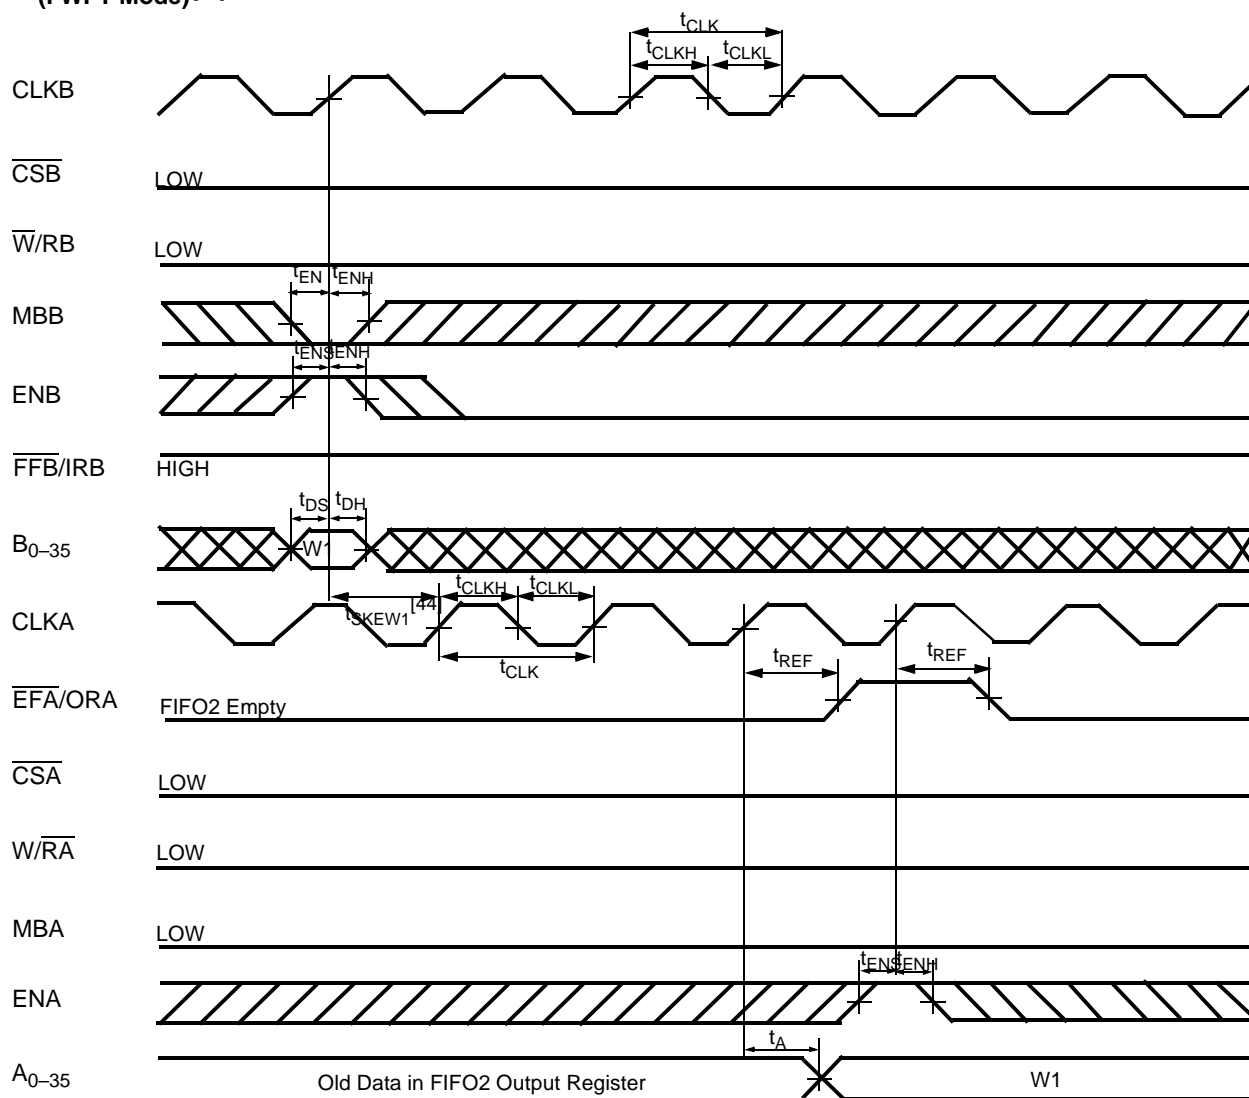 (FWFT Mode)
tCLK
tCLKH tCLKL
CLKB
CSB LOW
W/RB LOW
tEN tENH
MBB
tENS tENH
ENB
FFB/IRB HIGH
tDS tDH
B0–35 W1
tCLKH tCLKL
CLKA tSKEW1[44]
tCLK
tREF tREF
EFA/ORA FIFO2 Empty
CSA LOW
W/RA LOW
MBA LOW
tENS tENH
ENA
tA
A0–35 Old Data in FIFO2 Output Register W1